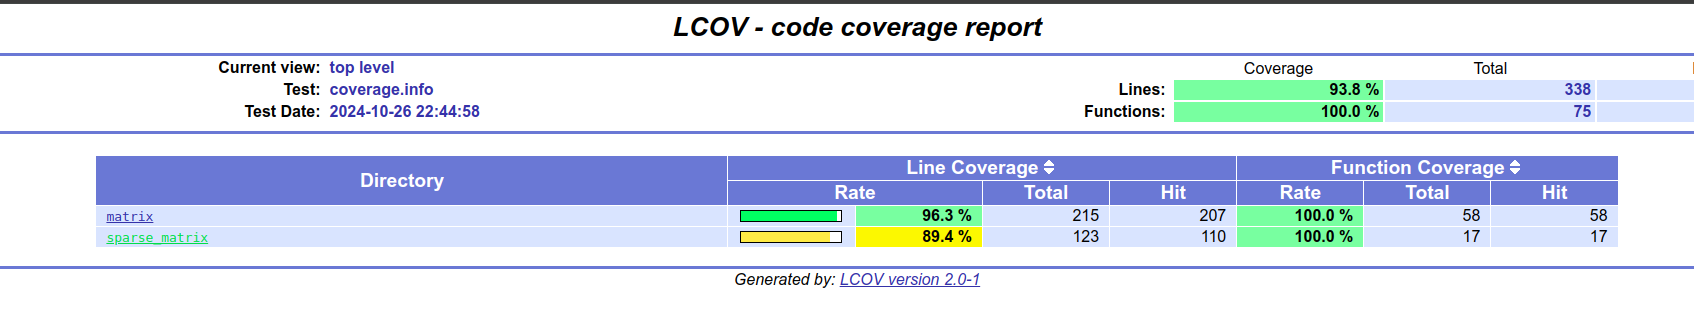 LCOV - code coverage report
Current view: top level
Coverage Total
Test: coverage.info
Lines: 93.8 % 338
Test Date: 2024-10-26 22:44:58
Functions: 100.0 % 75
Directory Line Coverage Function Coverage
Rate Total Hit Rate Total Hit
matrix 96.3 % 215 207 100.0 % 58 58
sparse_matrix 89.4 % 123 110 100.0 % 17 17
Generated by: LCOV version 2.0-1